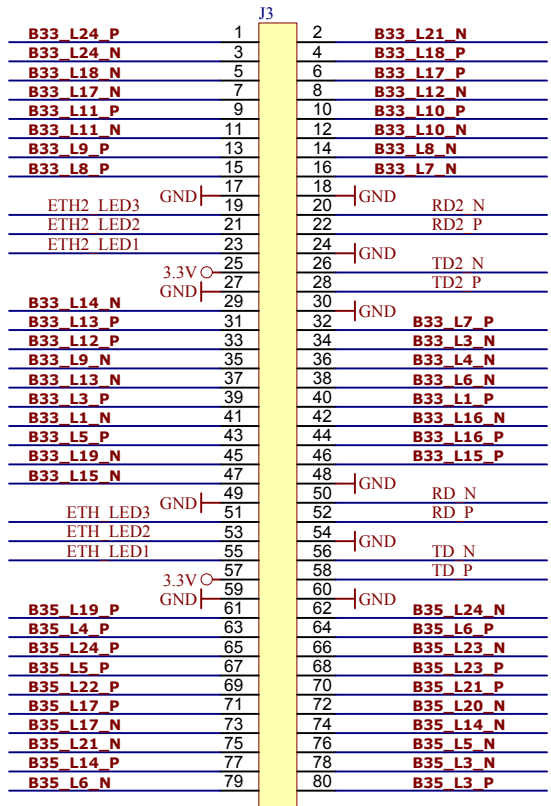 J3
B33_L24_P 1 2 B33_L21_N
B33_L24_N 3 4 B33_L18_P
B33_L18_N 5 6 B33_L17_P
B33_L17_N 7 8 B33_L12_N
B33_L11_P 9 10 B33_L10_P
B33_L11_N 11 12 B33_L10_N
B33_L9_P 13 14 B33_L8_N
B33_L8_P 15 16 B33_L7_N
GND 17 18 GND
ETH2_LED3 19 20 RD2_N
ETH2_LED2 21 22 RD2_P
ETH2_LED1 23 24 GND
3.3V 25 26 TD2_N
GND 27 28 TD2_P
B33_L14_N 29 30 GND
B33_L13_P 31 32 B33_L7_P
B33_L12_P 33 34 B33_L3_N
B33_L9_N 35 36 B33_L4_N
B33_L13_N 37 38 B33_L6_N
B33_L3_P 39 40 B33_L1_P
B33_L1_N 41 42 B33_L16_N
B33_L5_P 43 44 B33_L16_P
B33_L19_N 45 46 B33_L15_P
B33_L15_N 47 48 GND
GND 49 50 RD_N
ETH_LED3 51 52 RD_P
ETH_LED2 53 54 GND
ETH_LED1 55 56 TD_N
3.3V 57 58 TD_P
GND 59 60 GND
B35_L19_P 61 62 B35_L24_N
B35_L4_P 63 64 B35_L6_P
B35_L24_P 65 66 B35_L23_N
B35_L5_P 67 68 B35_L23_P
B35_L22_P 69 70 B35_L21_P
B35_L17_P 71 72 B35_L20_N
B35_L17_N 73 74 B35_L14_N
B35_L21_N 75 76 B35_L5_N
B35_L14_P 77 78 B35_L3_N
B35_L6_N 79 80 B35_L3_P